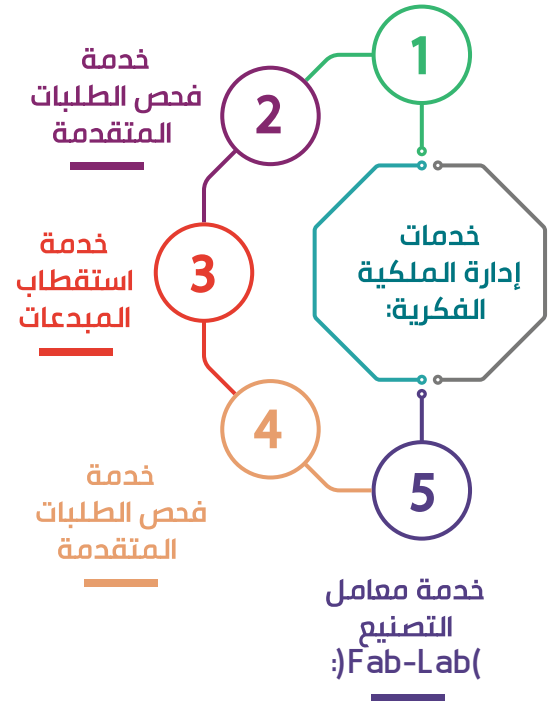 1
2
خدمة
فحص الطلبات
المتقدمة
خدمات
إدارة الملكية
الفكرية:
3
خدمة
استقطاب
المبدعات
4
خدمة
فحص الطلبات
المتقدمة
5
خدمة معامل
التصنيع
)Fab-Lab(: